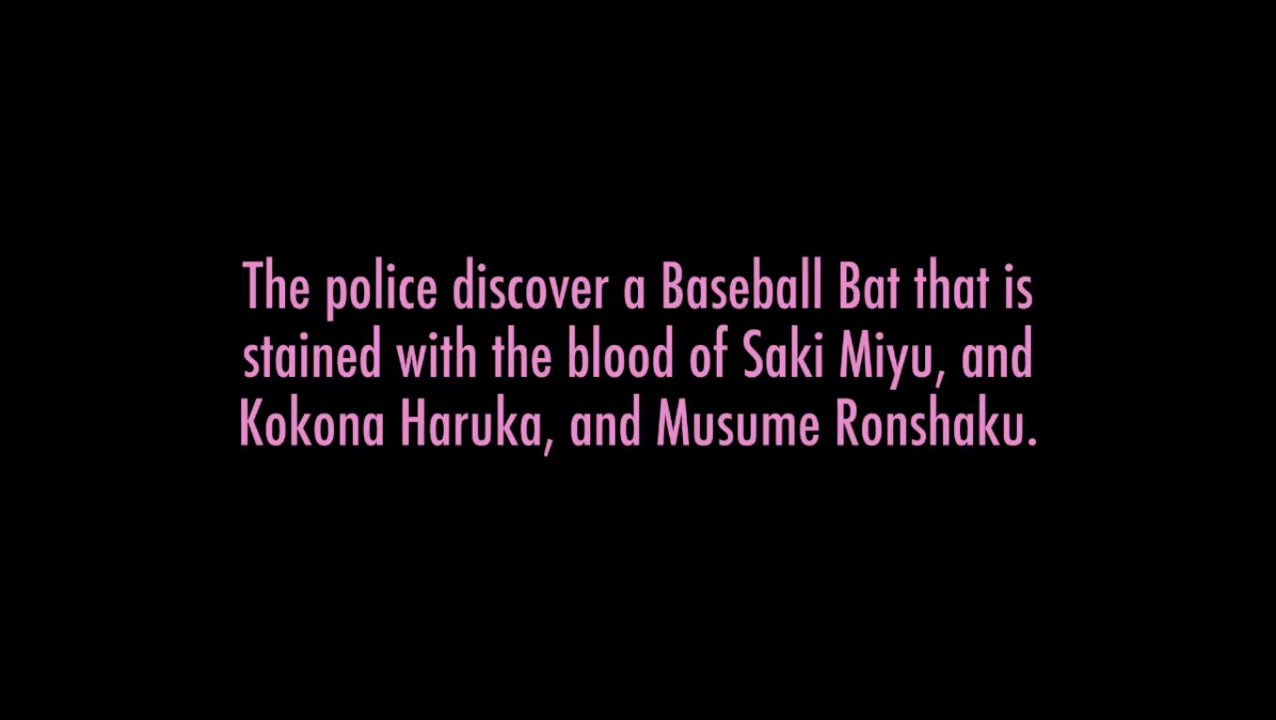 The police discover a Baseball Bat that is
stained with the blood of Saki Miyu, and
Kokona Haruka, and Musume Ronshaku.